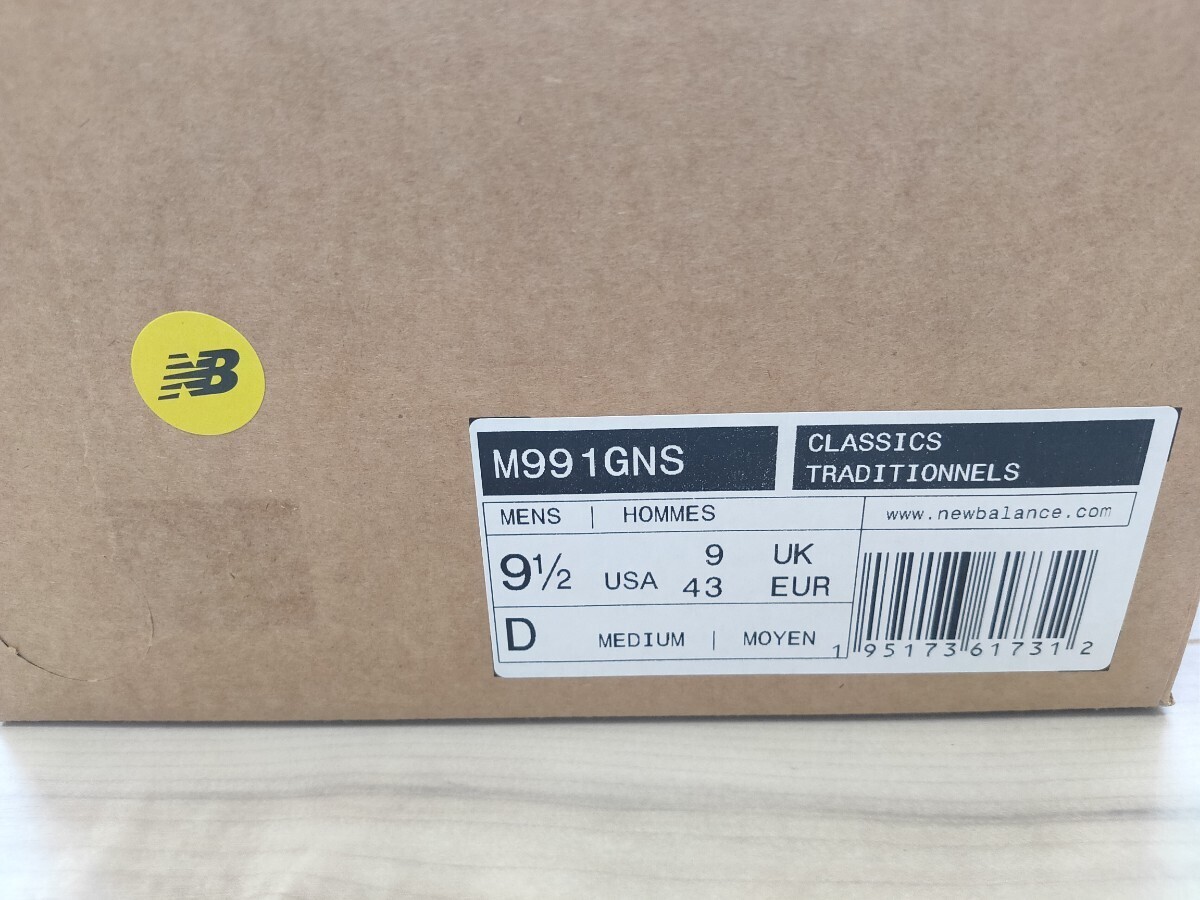 NB
M991GNS
CLASSICS
TRADITIONNELS
MENS | HOMMES
www.newbalance.com
9½ USA 9 UK
43 EUR
D MEDIUM | MOYEN
1 95173 61731 2